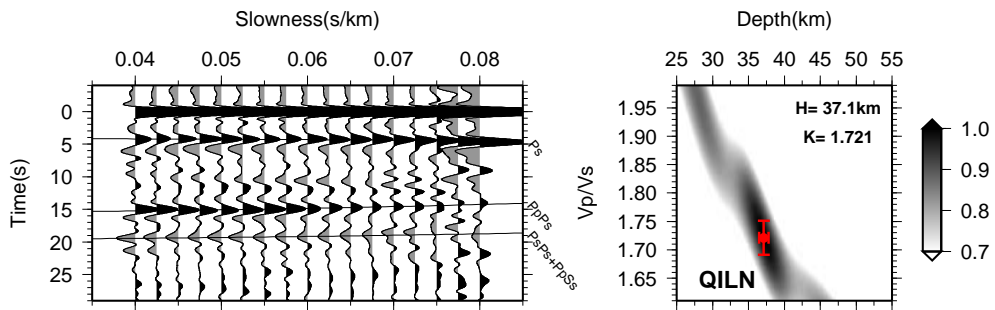 Slowness(s/km)
0.04 0.05 0.06 0.07 0.08
Time(s)
0
5
10
15
20
25
Ps
PpPs
PsPs+PpSs
Depth(km)
25 30 35 40 45 50 55
Vp/Vs
1.95
1.90
1.85
1.80
1.75
1.70
1.65
H= 37.1km
K= 1.721
QILN
1.0
0.9
0.8
0.7